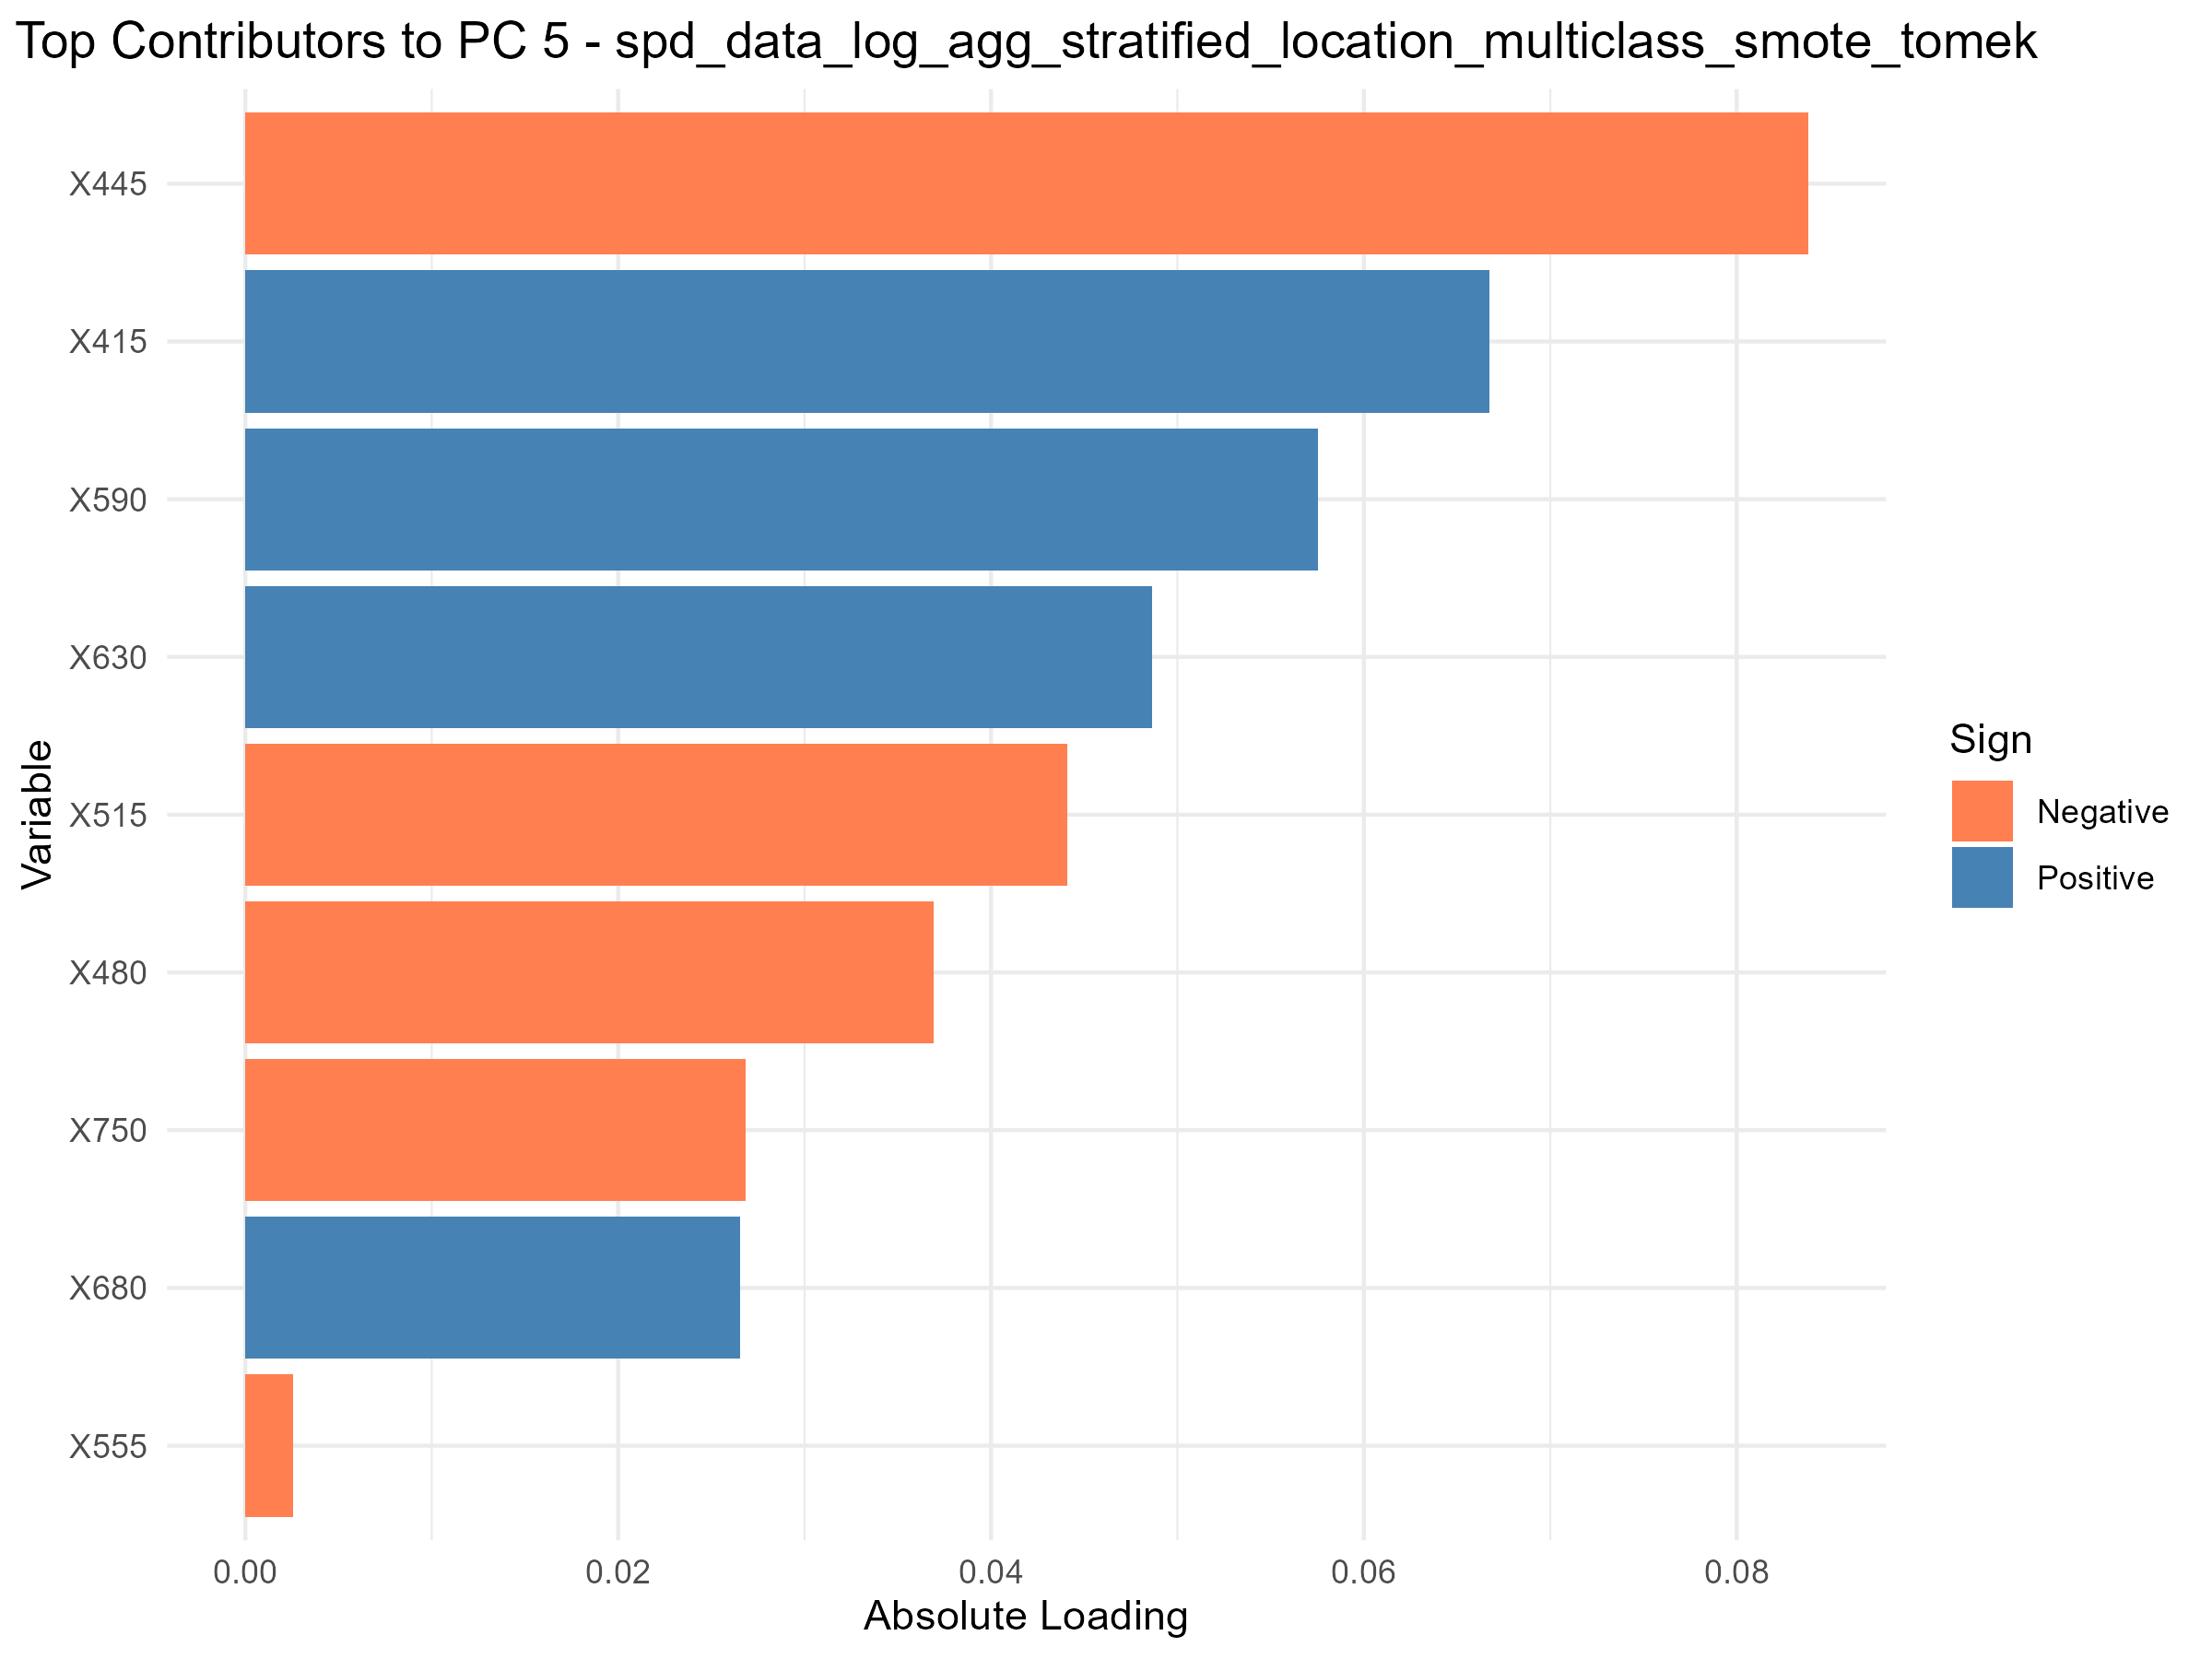 Top Contributors to PC 5 - spd_data_log_agg_stratified_location_multiclass_smote_tomek
Variable
X445
X415
X590
X630
X515
X480
X750
X680
X555
0.00 0.02 0.04 0.06 0.08
Absolute Loading
Sign
Negative
Positive